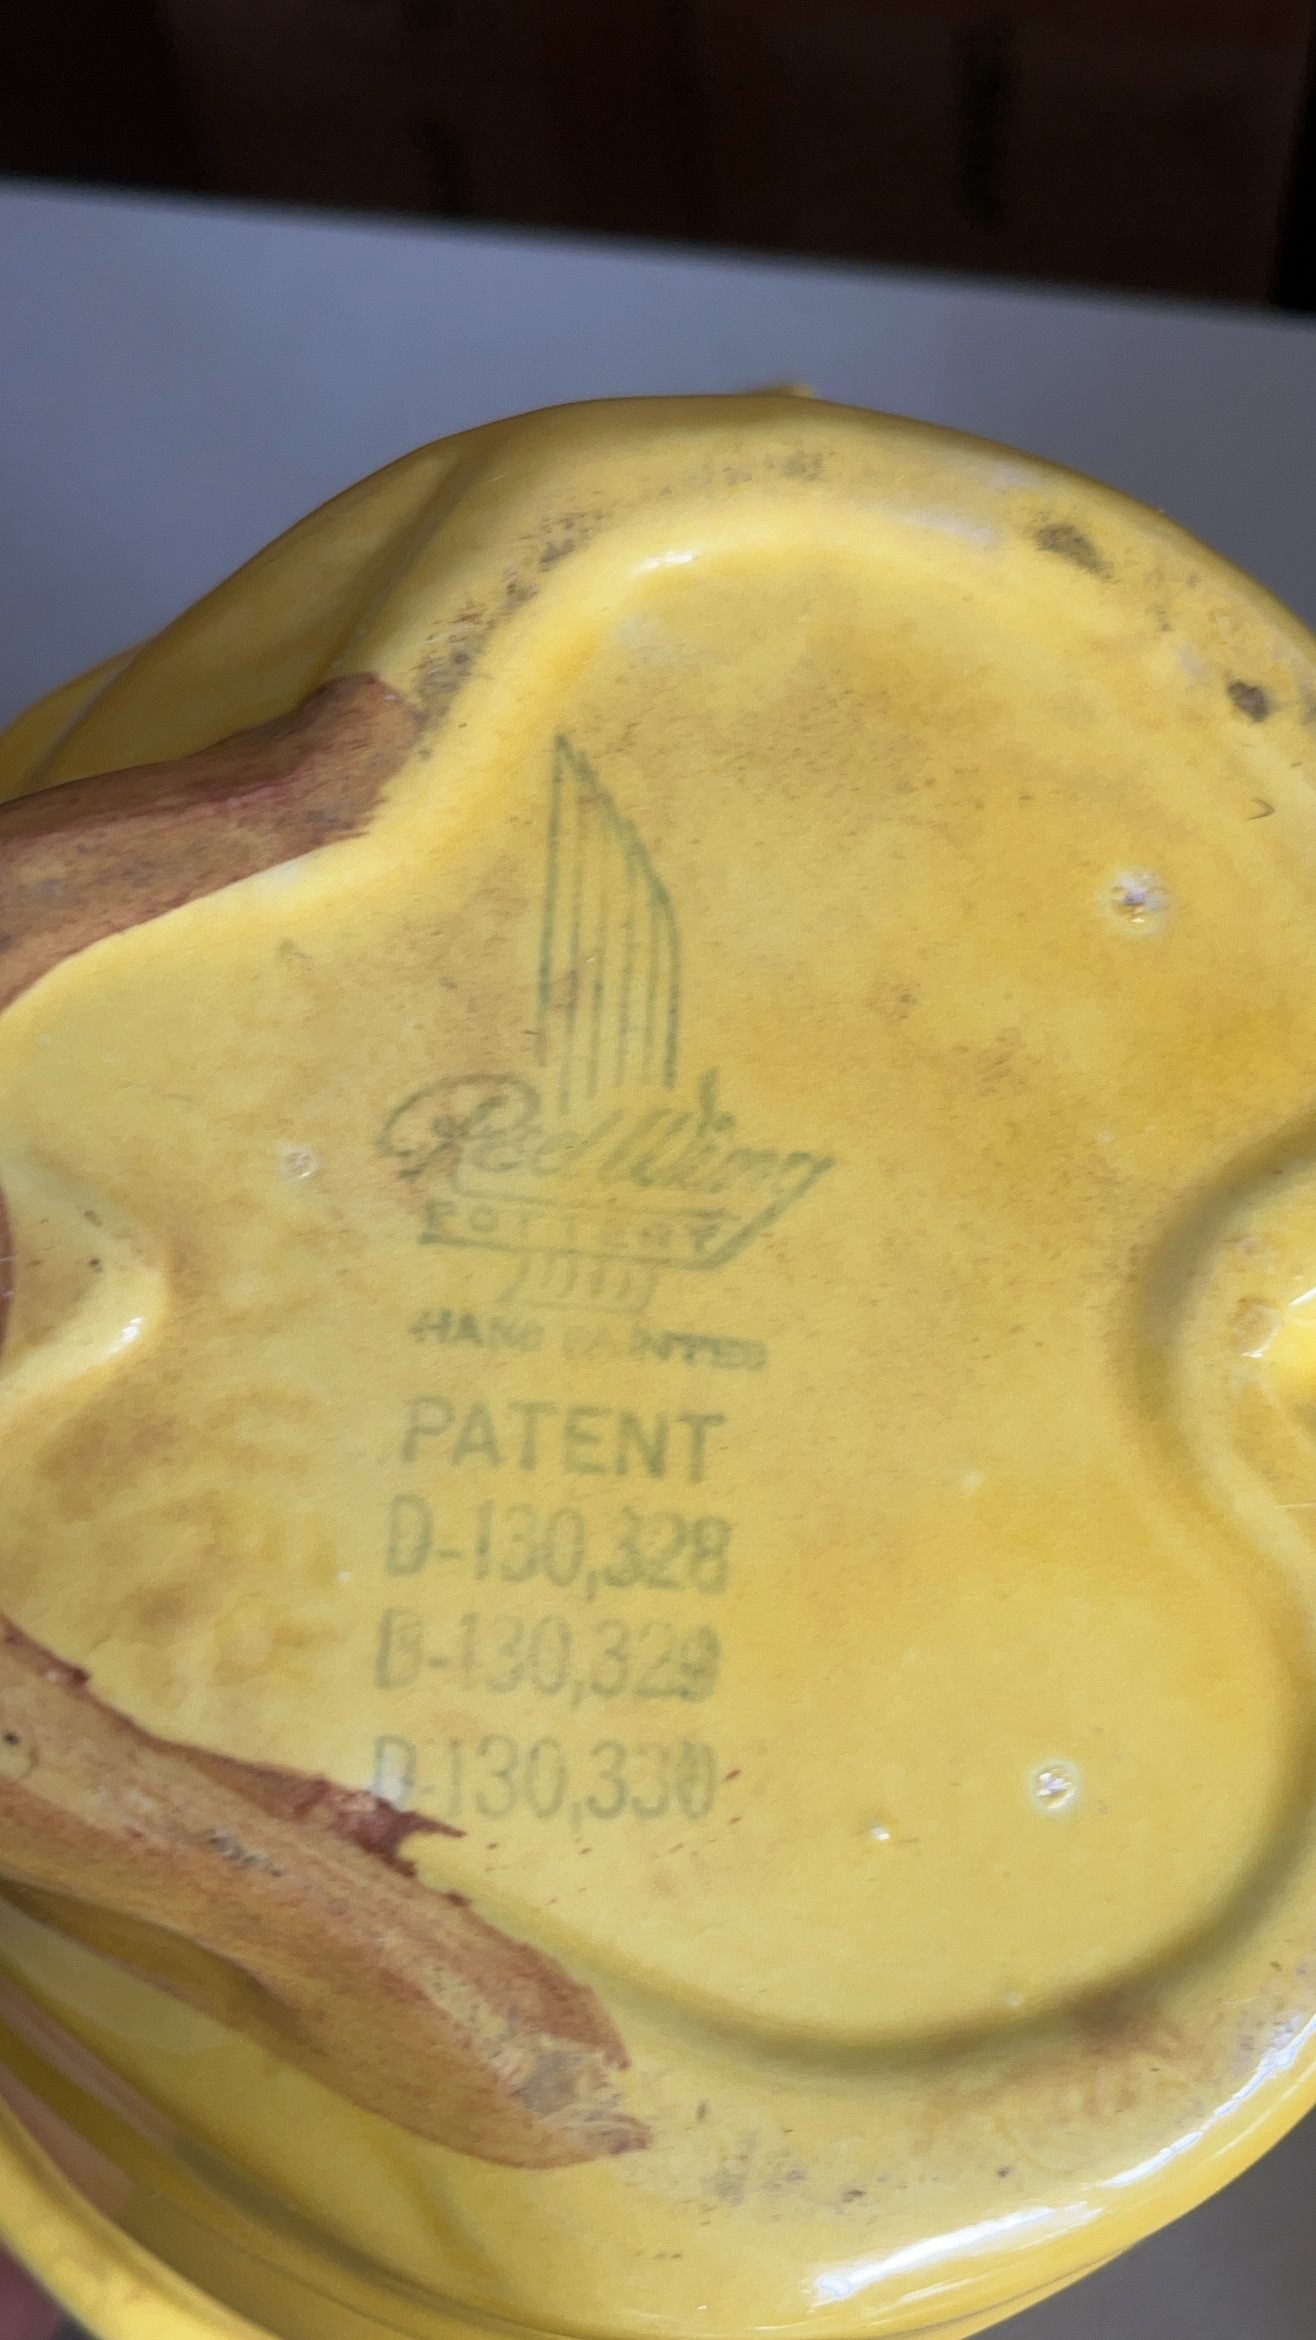 Red Wing
POTTERY
HAND PAINTED
PATENT
D-130,328
D-130,329
D-130,330